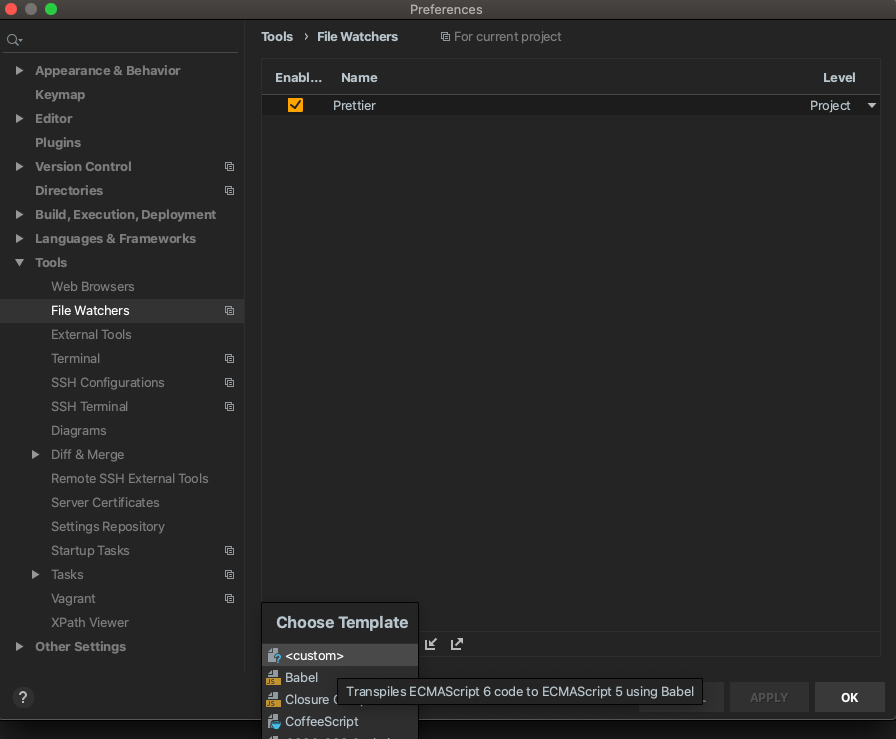 Preferences
Tools › File Watchers For current project
Appearance & Behavior
Keymap
Editor
Plugins
Version Control
Directories
Build, Execution, Deployment
Languages & Frameworks
Tools
Web Browsers
File Watchers
External Tools
Terminal
SSH Configurations
SSH Terminal
Diagrams
Diff & Merge
Remote SSH External Tools
Server Certificates
Settings Repository
Startup Tasks
Tasks
Vagrant
XPath Viewer
Other Settings
?
Enabl... Name Level
Prettier Project
Choose Template
<custom>
Babel
Closure
CoffeeScript
Transpiles ECMAScript 6 code to ECMAScript 5 using Babel
APPLY
OK